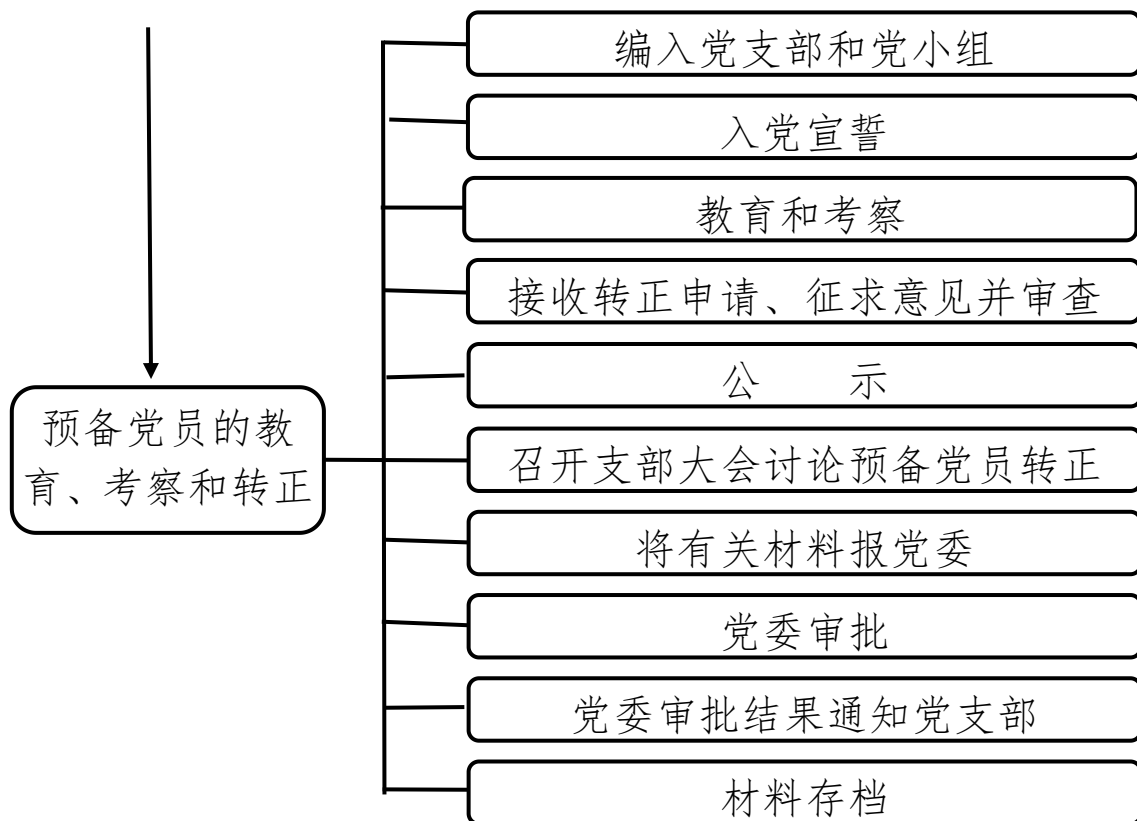 编入党支部和党小组
入党宣誓
教育和考察
接收转正申请、征求意见并审查
公 示
预备党员的教
育、考察和转正
召开支部大会讨论预备党员转正
将有关材料报党委
党委审批
党委审批结果通知党支部
材料存档